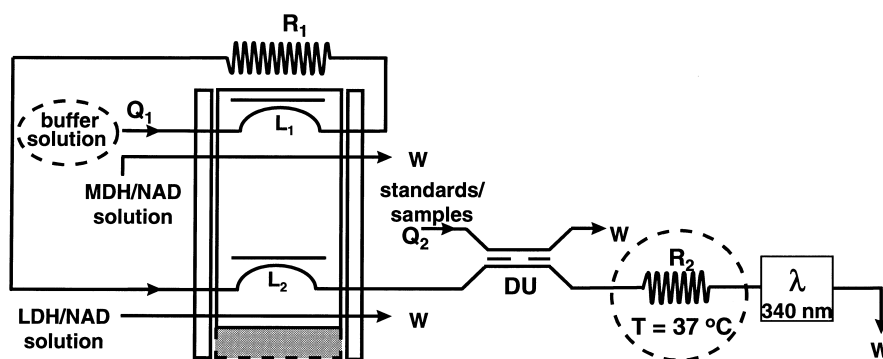 R1
buffer
solution
Q1
L1
W
MDH/NAD
solution
standards/
samples
Q2
W
DU
R2
T = 37 ºC
λ
340 nm
L2
LDH/NAD
solution
W
W